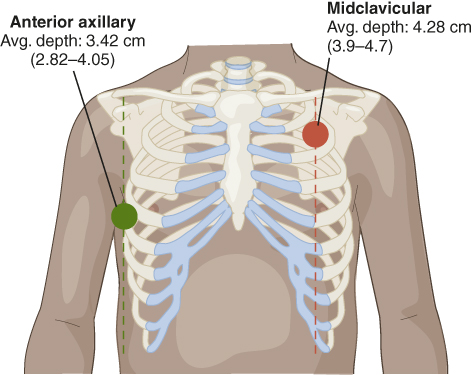 Anterior axillary
Avg. depth: 3.42 cm
(2.82–4.05)
Midclavicular
Avg. depth: 4.28 cm
(3.9–4.7)